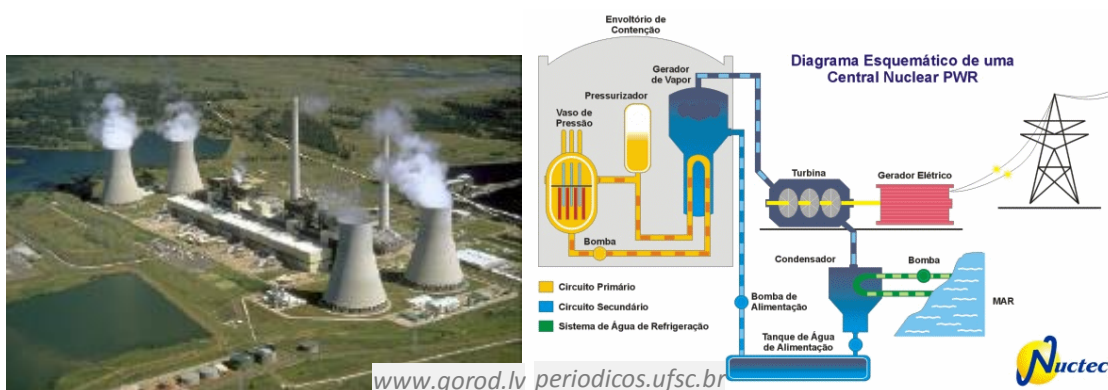 Envoltório de
Contenção
Diagrama Esquemático de uma
Central Nuclear PWR
Gerador
de Vapor
Pressurizador
Vaso de
Pressão
Turbina
Gerador Elétrico
Bomba
Condensador
Bomba
Circuito Primário
Circuito Secundário
Sistema de Água de Refrigeração
Bomba de
Alimentação
MAR
Tanque de Água
de Alimentação
Nuctec
www.gorod.lv
periodicos.ufsc.br